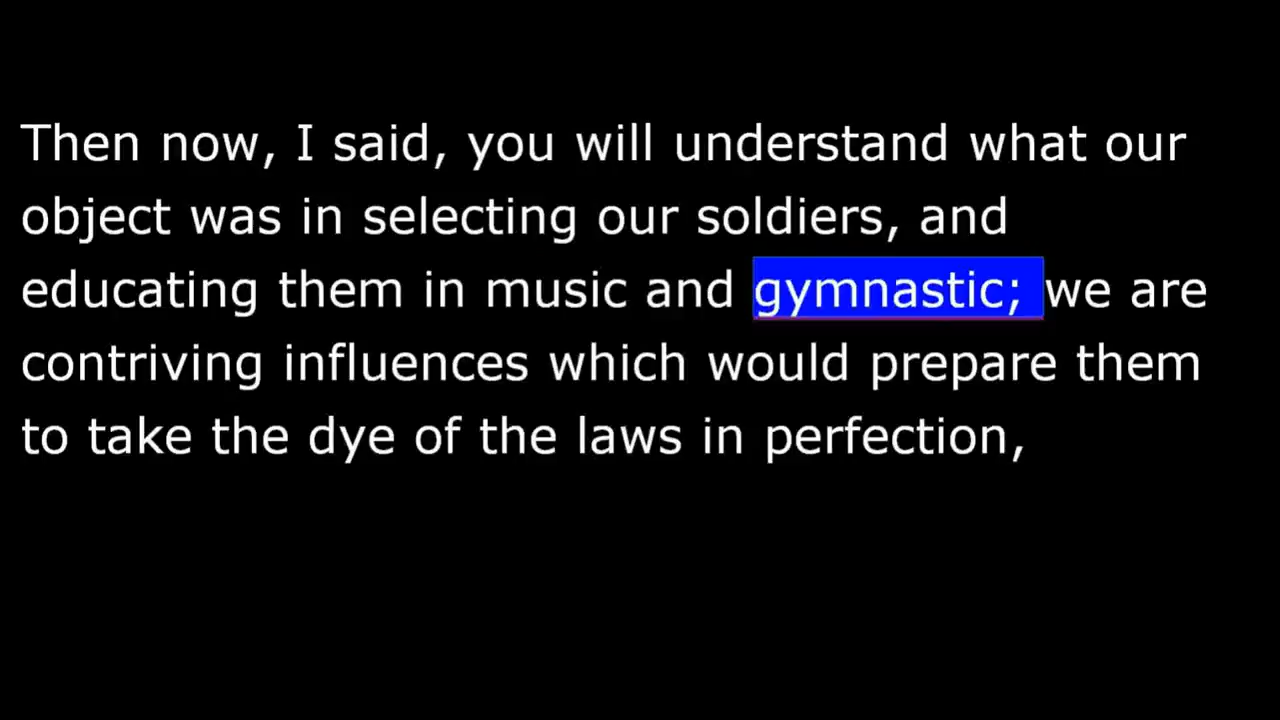 Then now, I said, you will understand what our
object was in selecting our soldiers, and
educating them in music and gymnastic; we are
contriving influences which would prepare them
to take the dye of the laws in perfection,